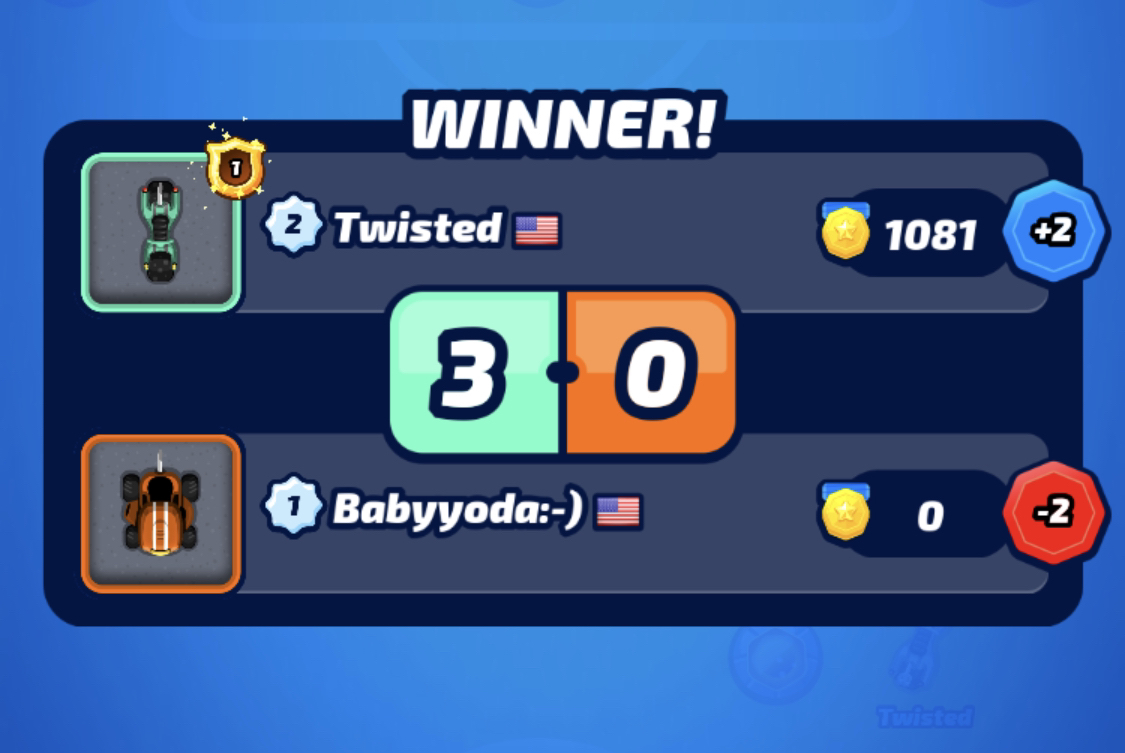 WINNER!
1
2 Twisted 🇺🇸 1081 +2
3 - 0
1 Babyyoda:-) 🇺🇸 0 -2
Twisted